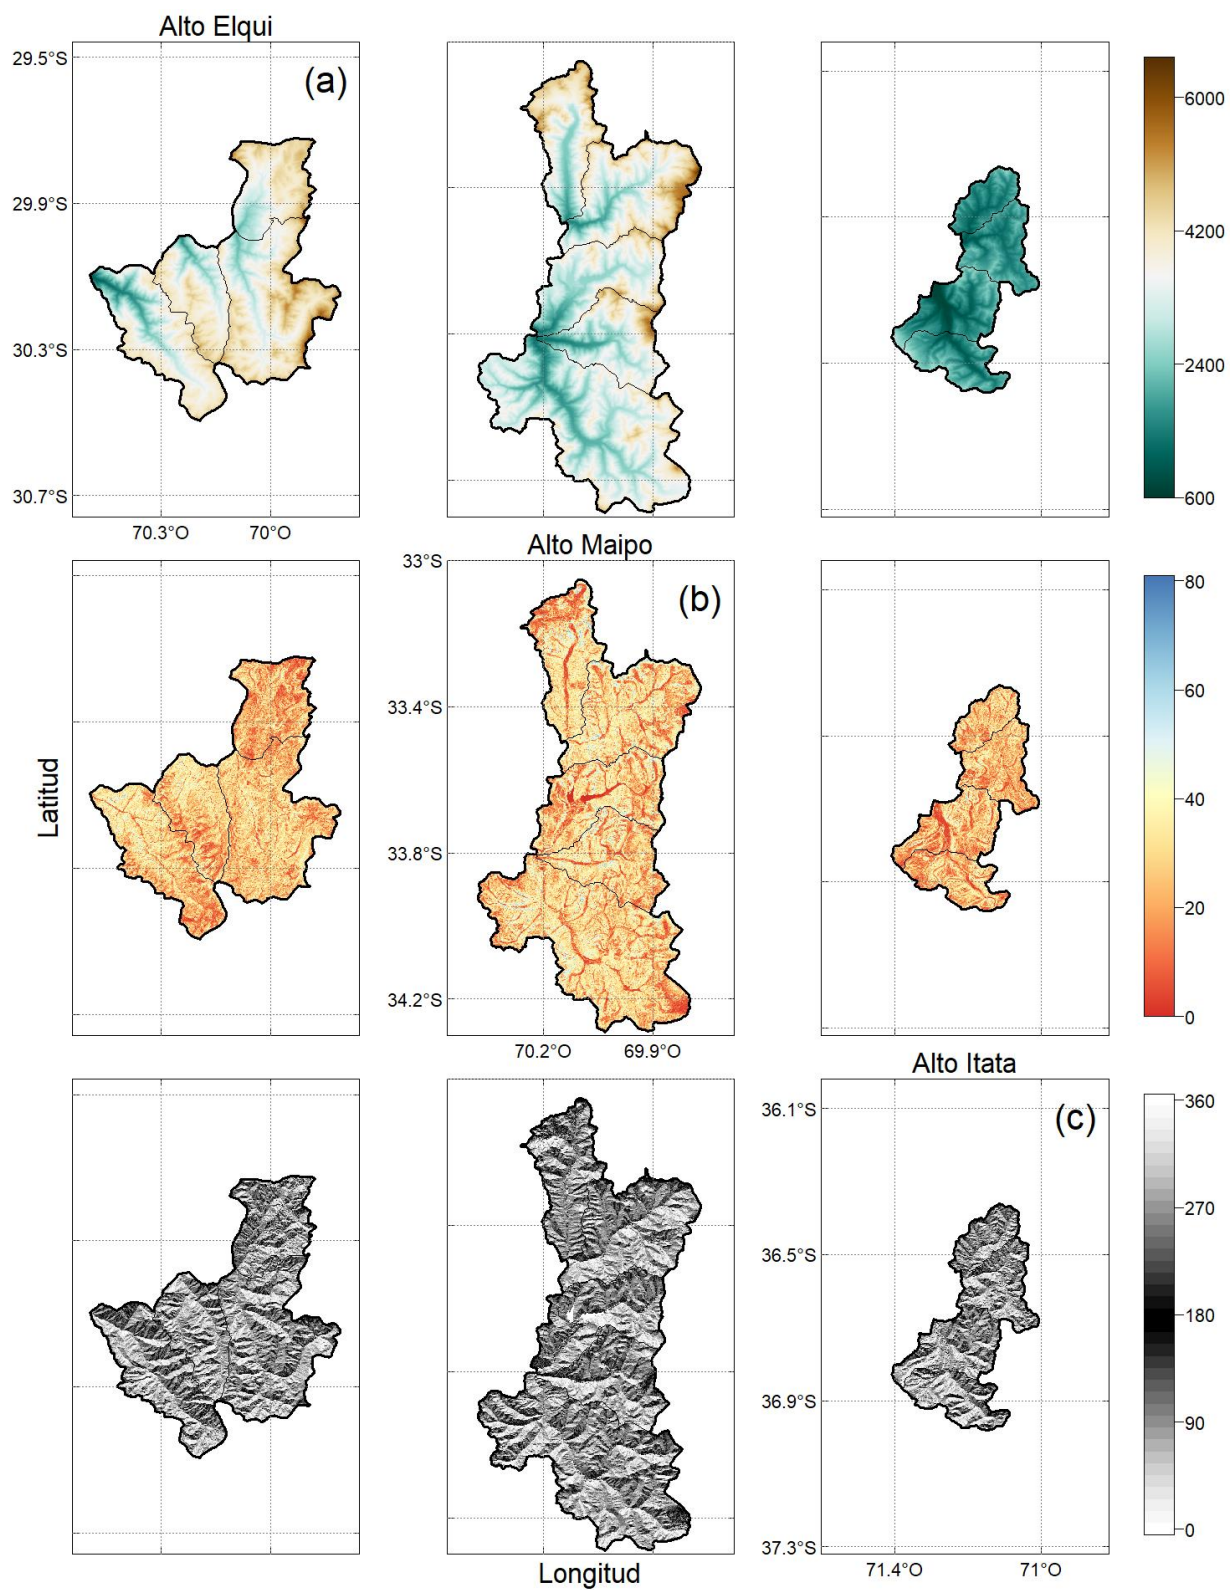 Alto Elqui
29.5°S
(a)
6000
29.9°S
4200
30.3°S
2400
30.7°S
600
70.3°O 70°O
Alto Maipo
33°S
(b)
80
60
33.4°S
Latitud
40
33.8°S
20
34.2°S
0
70.2°O 69.9°O
Alto Itata
36.1°S
(c)
360
270
36.5°S
180
36.9°S
90
37.3°S
0
71.4°O 71°O
Longitud